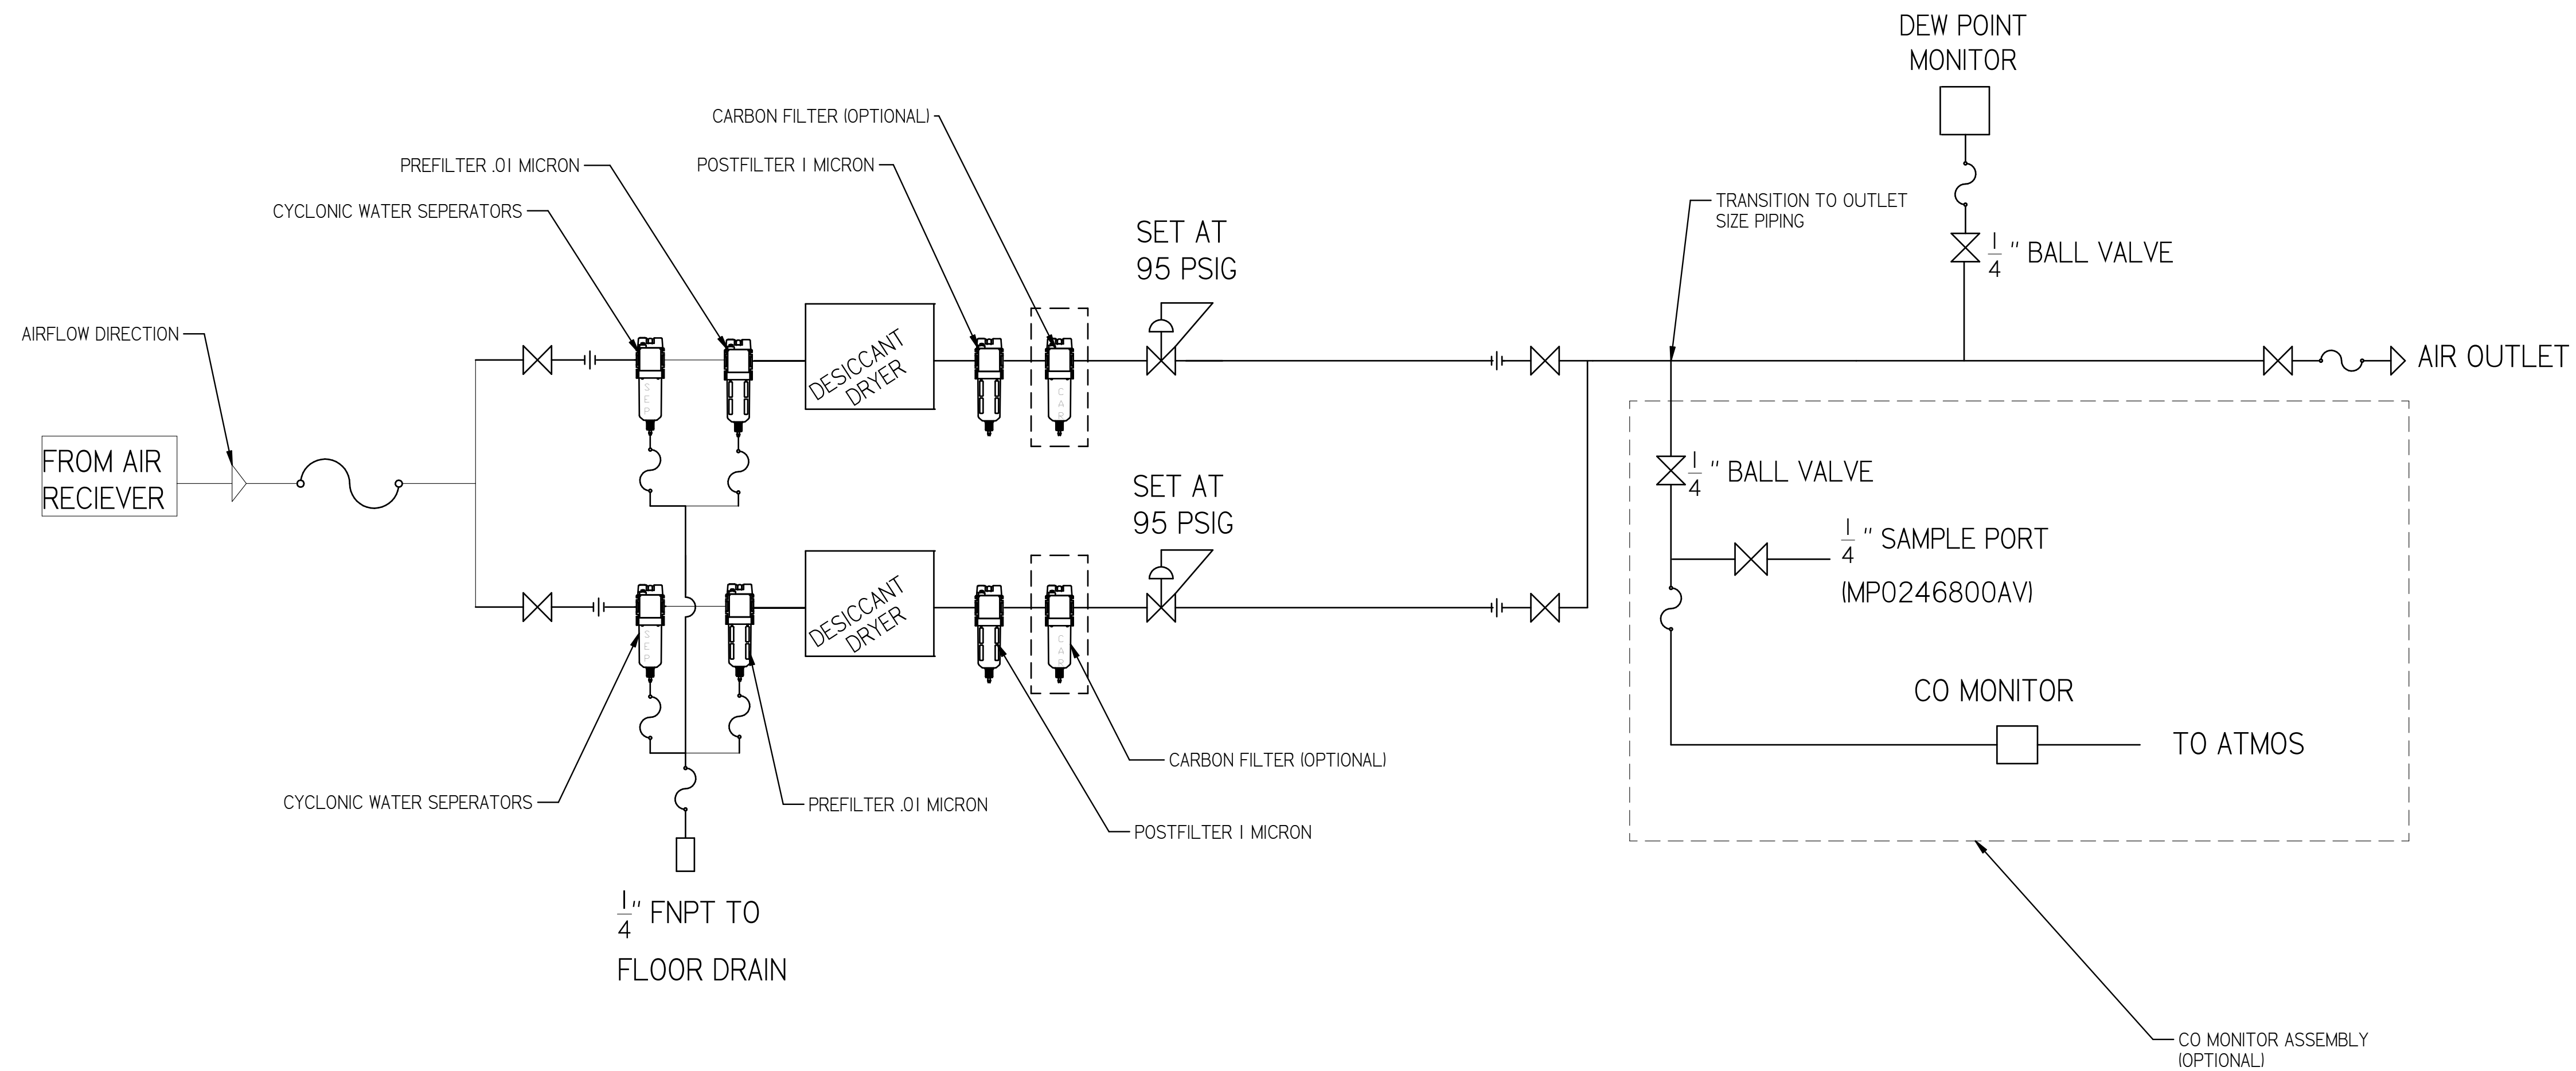 DEW POINT
MONITOR
CARBON FILTER (OPTIONAL)
PREFILTER .01 MICRON
POSTFILTER 1 MICRON
CYCLONIC WATER SEPERATORS
TRANSITION TO OUTLET
SIZE PIPING
SET AT
95 PSIG
1/4" BALL VALVE
AIRFLOW DIRECTION
DESICCANT
DRYER
SEP
CAR
AIR OUTLET
FROM AIR
RECIEVER
1/4" BALL VALVE
SET AT
95 PSIG
1/4" SAMPLE PORT
(MP0246800AV)
DESICCANT
DRYER
SEP
CAR
CO MONITOR
TO ATMOS
CARBON FILTER (OPTIONAL)
CYCLONIC WATER SEPERATORS
PREFILTER .01 MICRON
POSTFILTER 1 MICRON
1/4" FNPT TO
FLOOR DRAIN
CO MONITOR ASSEMBLY
(OPTIONAL)